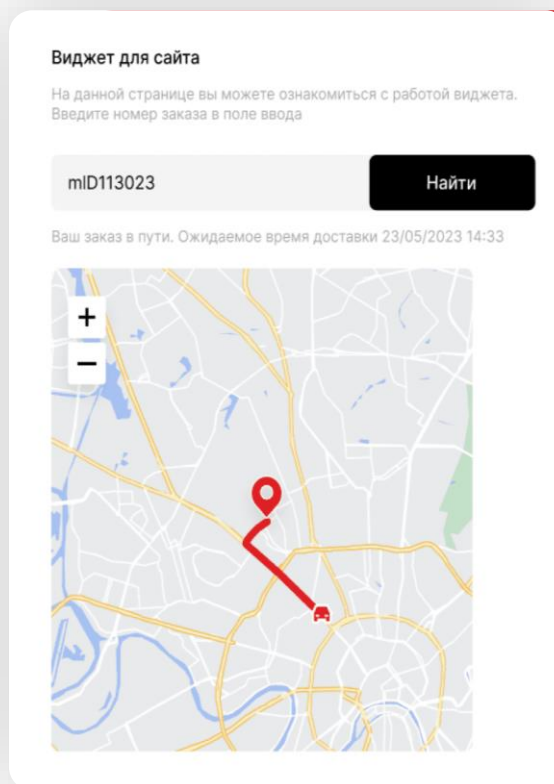 Виджет для сайта
На данной странице вы можете ознакомиться с работой виджета.
Введите номер заказа в поле ввода
mID113023
Найти
Ваш заказ в пути. Ожидаемое время доставки 23/05/2023 14:33
+
−